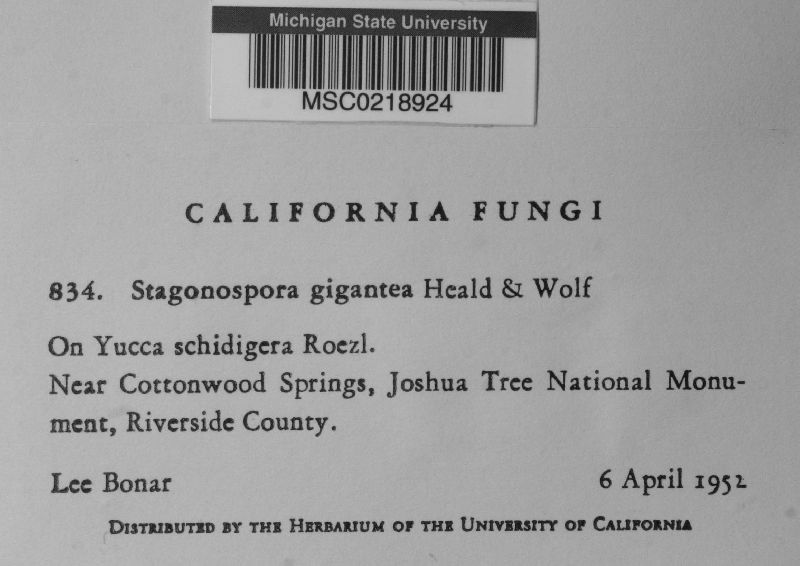 Michigan State University
MSC0218924
CALIFORNIA FUNGI
834. Stagonospora gigantea Heald & Wolf
On Yucca schidigera Roezl.
Near Cottonwood Springs, Joshua Tree National Monu-
ment, Riverside County.
Lee Bonar 6 April 1952
Distributed by the Herbarium of the University of California